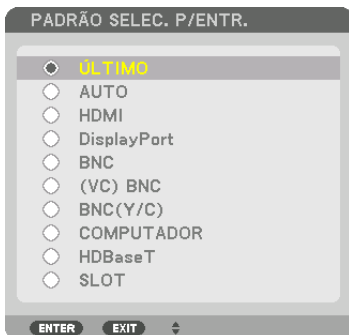 PADRÃO SELEC. P/ENTR.
ÚLTIMO
AUTO
HDMI
DisplayPort
BNC
(VC) BNC
BNC(Y/C)
COMPUTADOR
HDBaseT
SLOT
ENTER EXIT